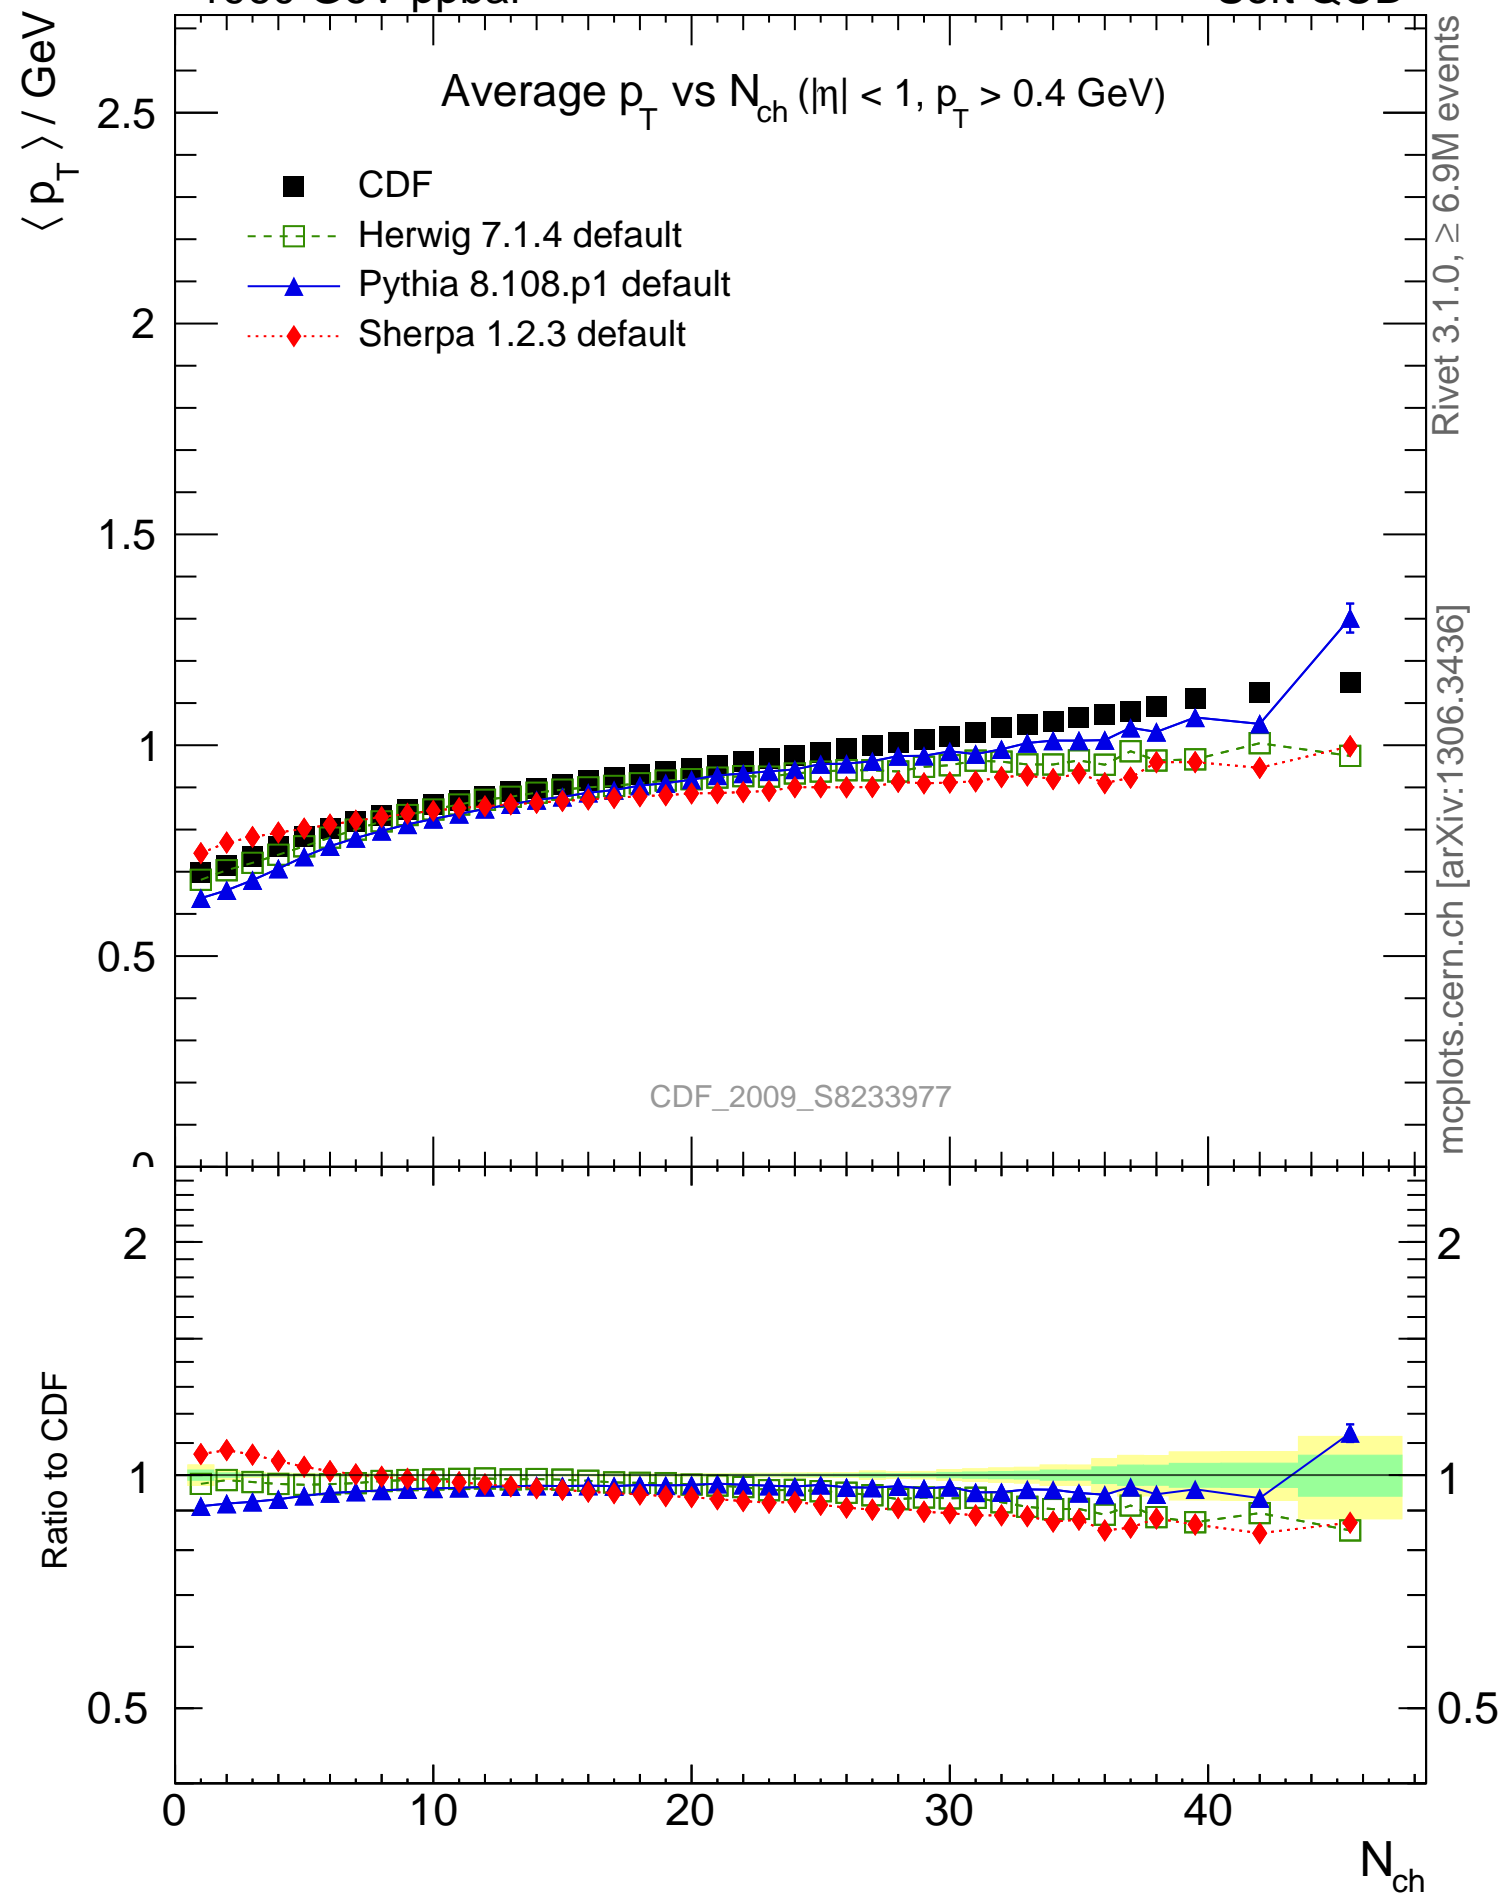 ⟨ p_T ⟩ / GeV
Average p_T vs N_ch (|η| < 1, p_T > 0.4 GeV)
CDF
Herwig 7.1.4 default
Pythia 8.108.p1 default
Sherpa 1.2.3 default
2.5
2
1.5
1
0.5
CDF_2009_S8233977
Rivet 3.1.0, ≥ 6.9M events
mcplots.cern.ch [arXiv:1306.3436]
Ratio to CDF
2
1
0.5
2
1
0.5
0
10
20
30
40
N_ch